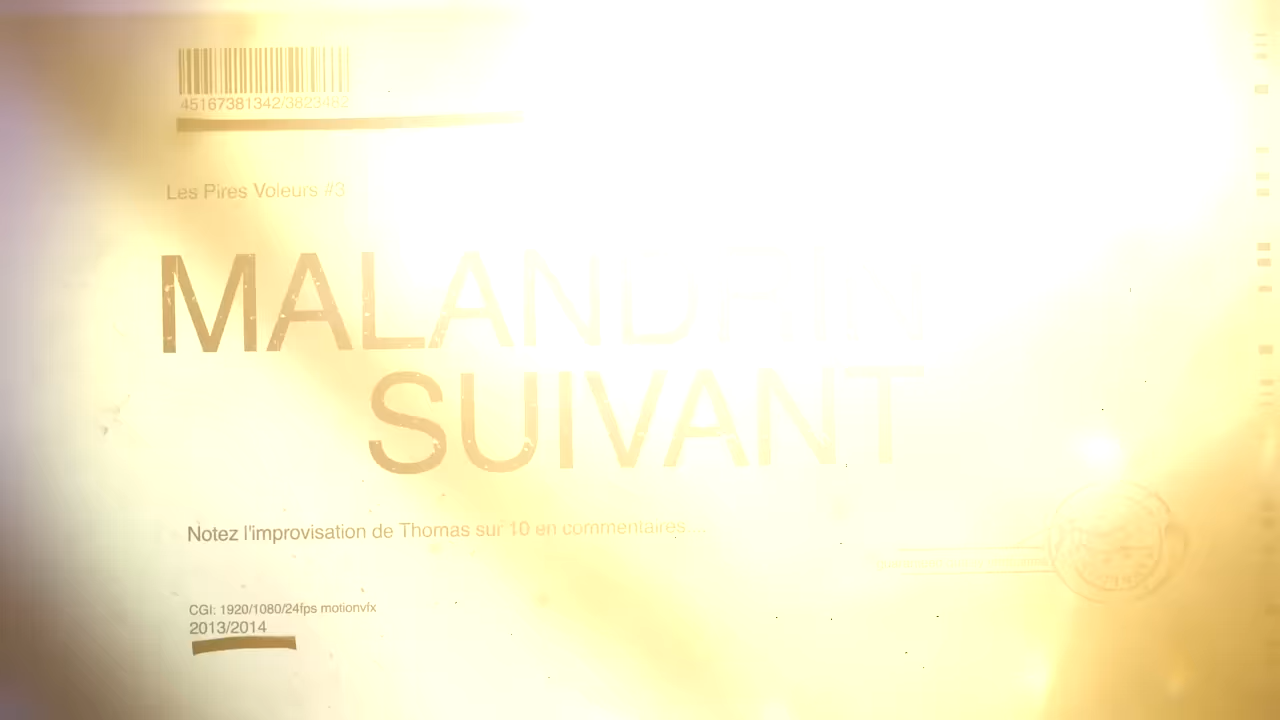 45167381342/3823482
Les Pires Voleurs #3
MALANDRIN
SUIVANT
Notez l'improvisation de Thomas sur 10 en commentaires...
CGI: 1920/1080/24fps motionvfx
2013/2014